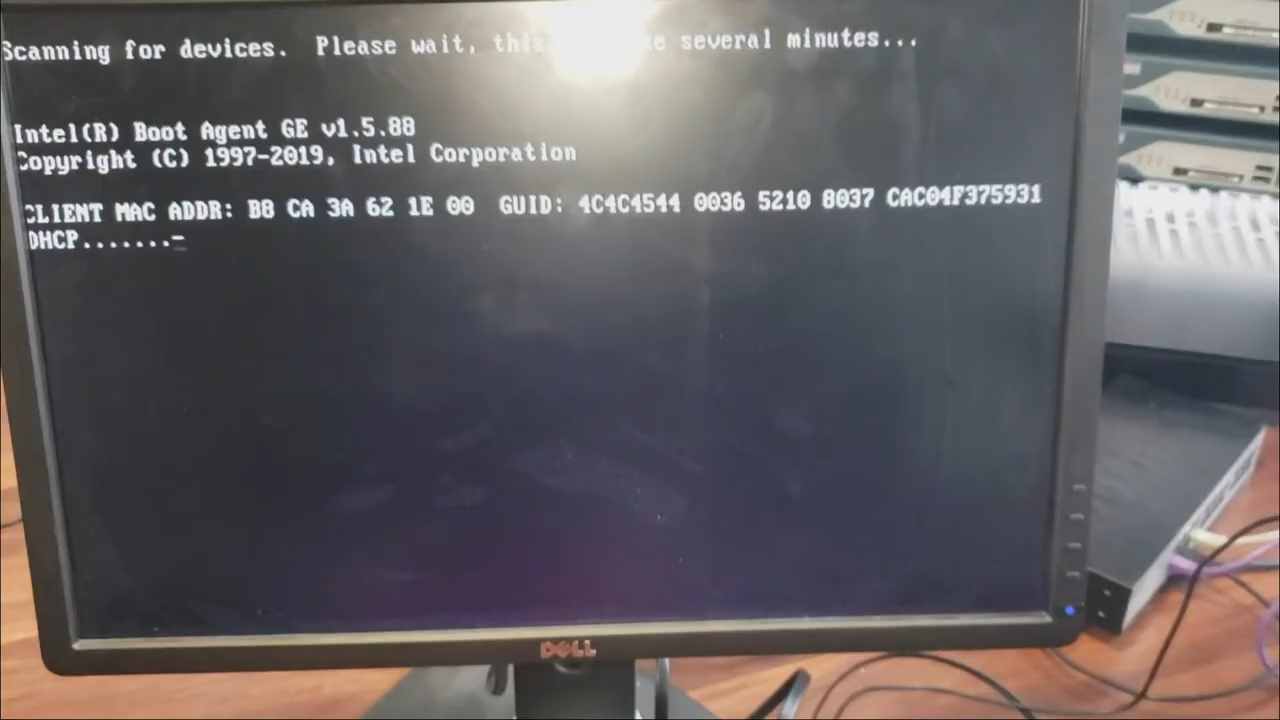 Scanning for devices. Please wait, this several minutes...
Intel(R) Boot Agent GE v1.5.88
Copyright (C) 1997-2019, Intel Corporation
CLIENT MAC ADDR: B8 CA 3A 62 1E 00 GUID: 4C4C4544 0036 5210 8037 CAC04F375931
DHCP.......-
DELL